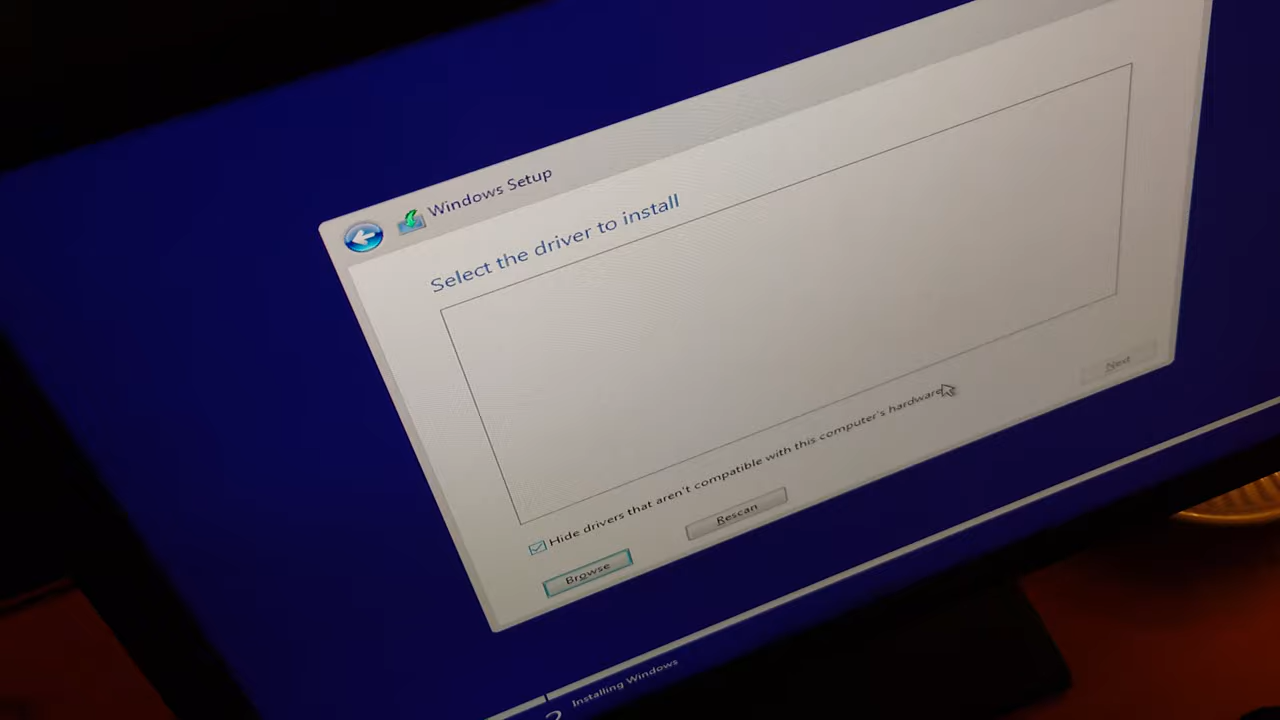 Windows Setup
Select the driver to install
Hide drivers that aren't compatible with this computer's hardware.
Browse
Rescan
Next
2
Installing Windows